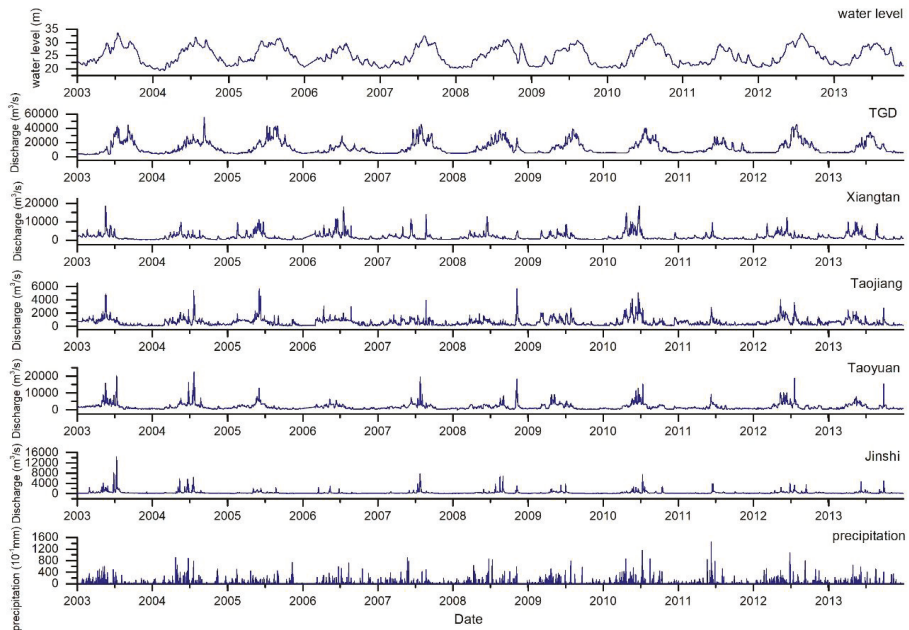 water level
water level (m)
35
30
25
20
2003 2004 2005 2006 2007 2008 2009 2010 2011 2012 2013
TGD
Discharge (m³/s)
60000
40000
20000
0
2003 2004 2005 2006 2007 2008 2009 2010 2011 2012 2013
Xiangtan
Discharge (m³/s)
20000
10000
0
2003 2004 2005 2006 2007 2008 2009 2010 2011 2012 2013
Taojiang
Discharge (m³/s)
6000
4000
2000
0
2003 2004 2005 2006 2007 2008 2009 2010 2011 2012 2013
Taoyuan
Discharge (m³/s)
20000
10000
0
2003 2004 2005 2006 2007 2008 2009 2010 2011 2012 2013
Jinshi
Discharge (m³/s)
16000
12000
8000
4000
0
2003 2004 2005 2006 2007 2008 2009 2010 2011 2012 2013
precipitation
precipitation (10⁻¹mm)
1600
1200
800
400
0
2003 2004 2005 2006 2007 2008 2009 2010 2011 2012 2013
Date